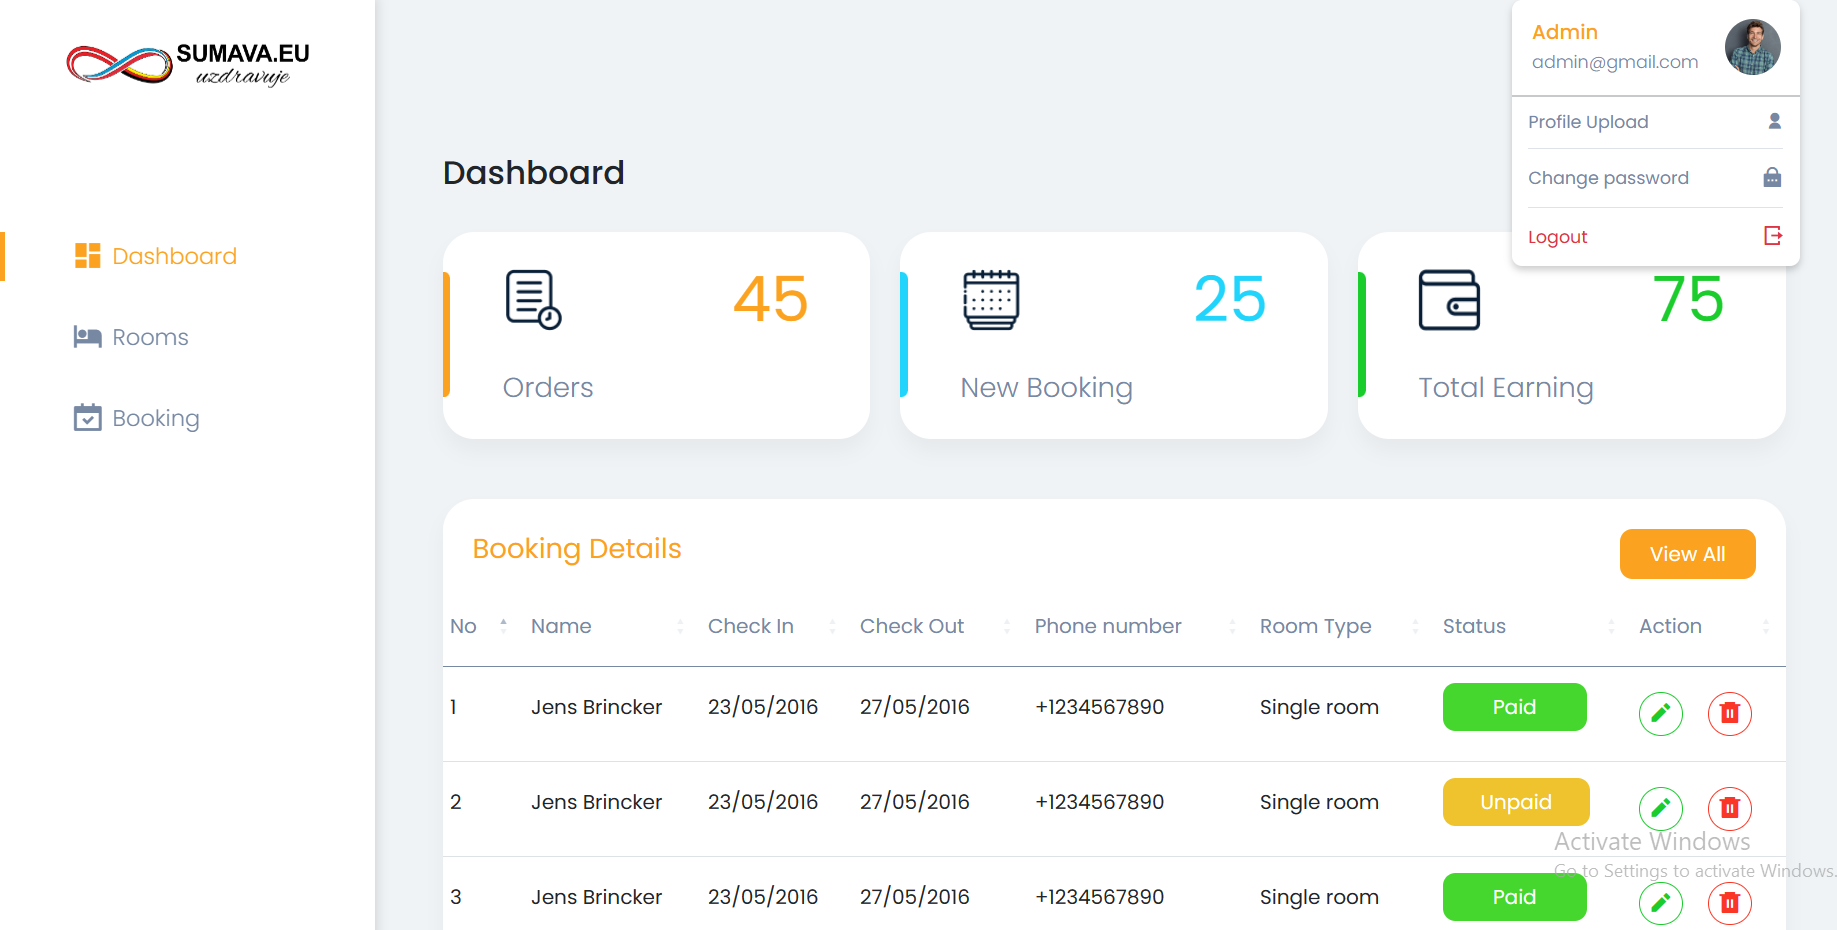 SUMAVA.EU
uzdravuje
Dashboard
Rooms
Booking
Admin
admin@gmail.com
Profile Upload
Change password
Logout
Dashboard
45
Orders
25
New Booking
75
Total Earning
Booking Details
View All
No Name Check In Check Out Phone number Room Type Status Action
1 Jens Brincker 23/05/2016 27/05/2016 +1234567890 Single room Paid
2 Jens Brincker 23/05/2016 27/05/2016 +1234567890 Single room Unpaid
3 Jens Brincker 23/05/2016 27/05/2016 +1234567890 Single room Paid
Activate Windows
Go to Settings to activate Windows.